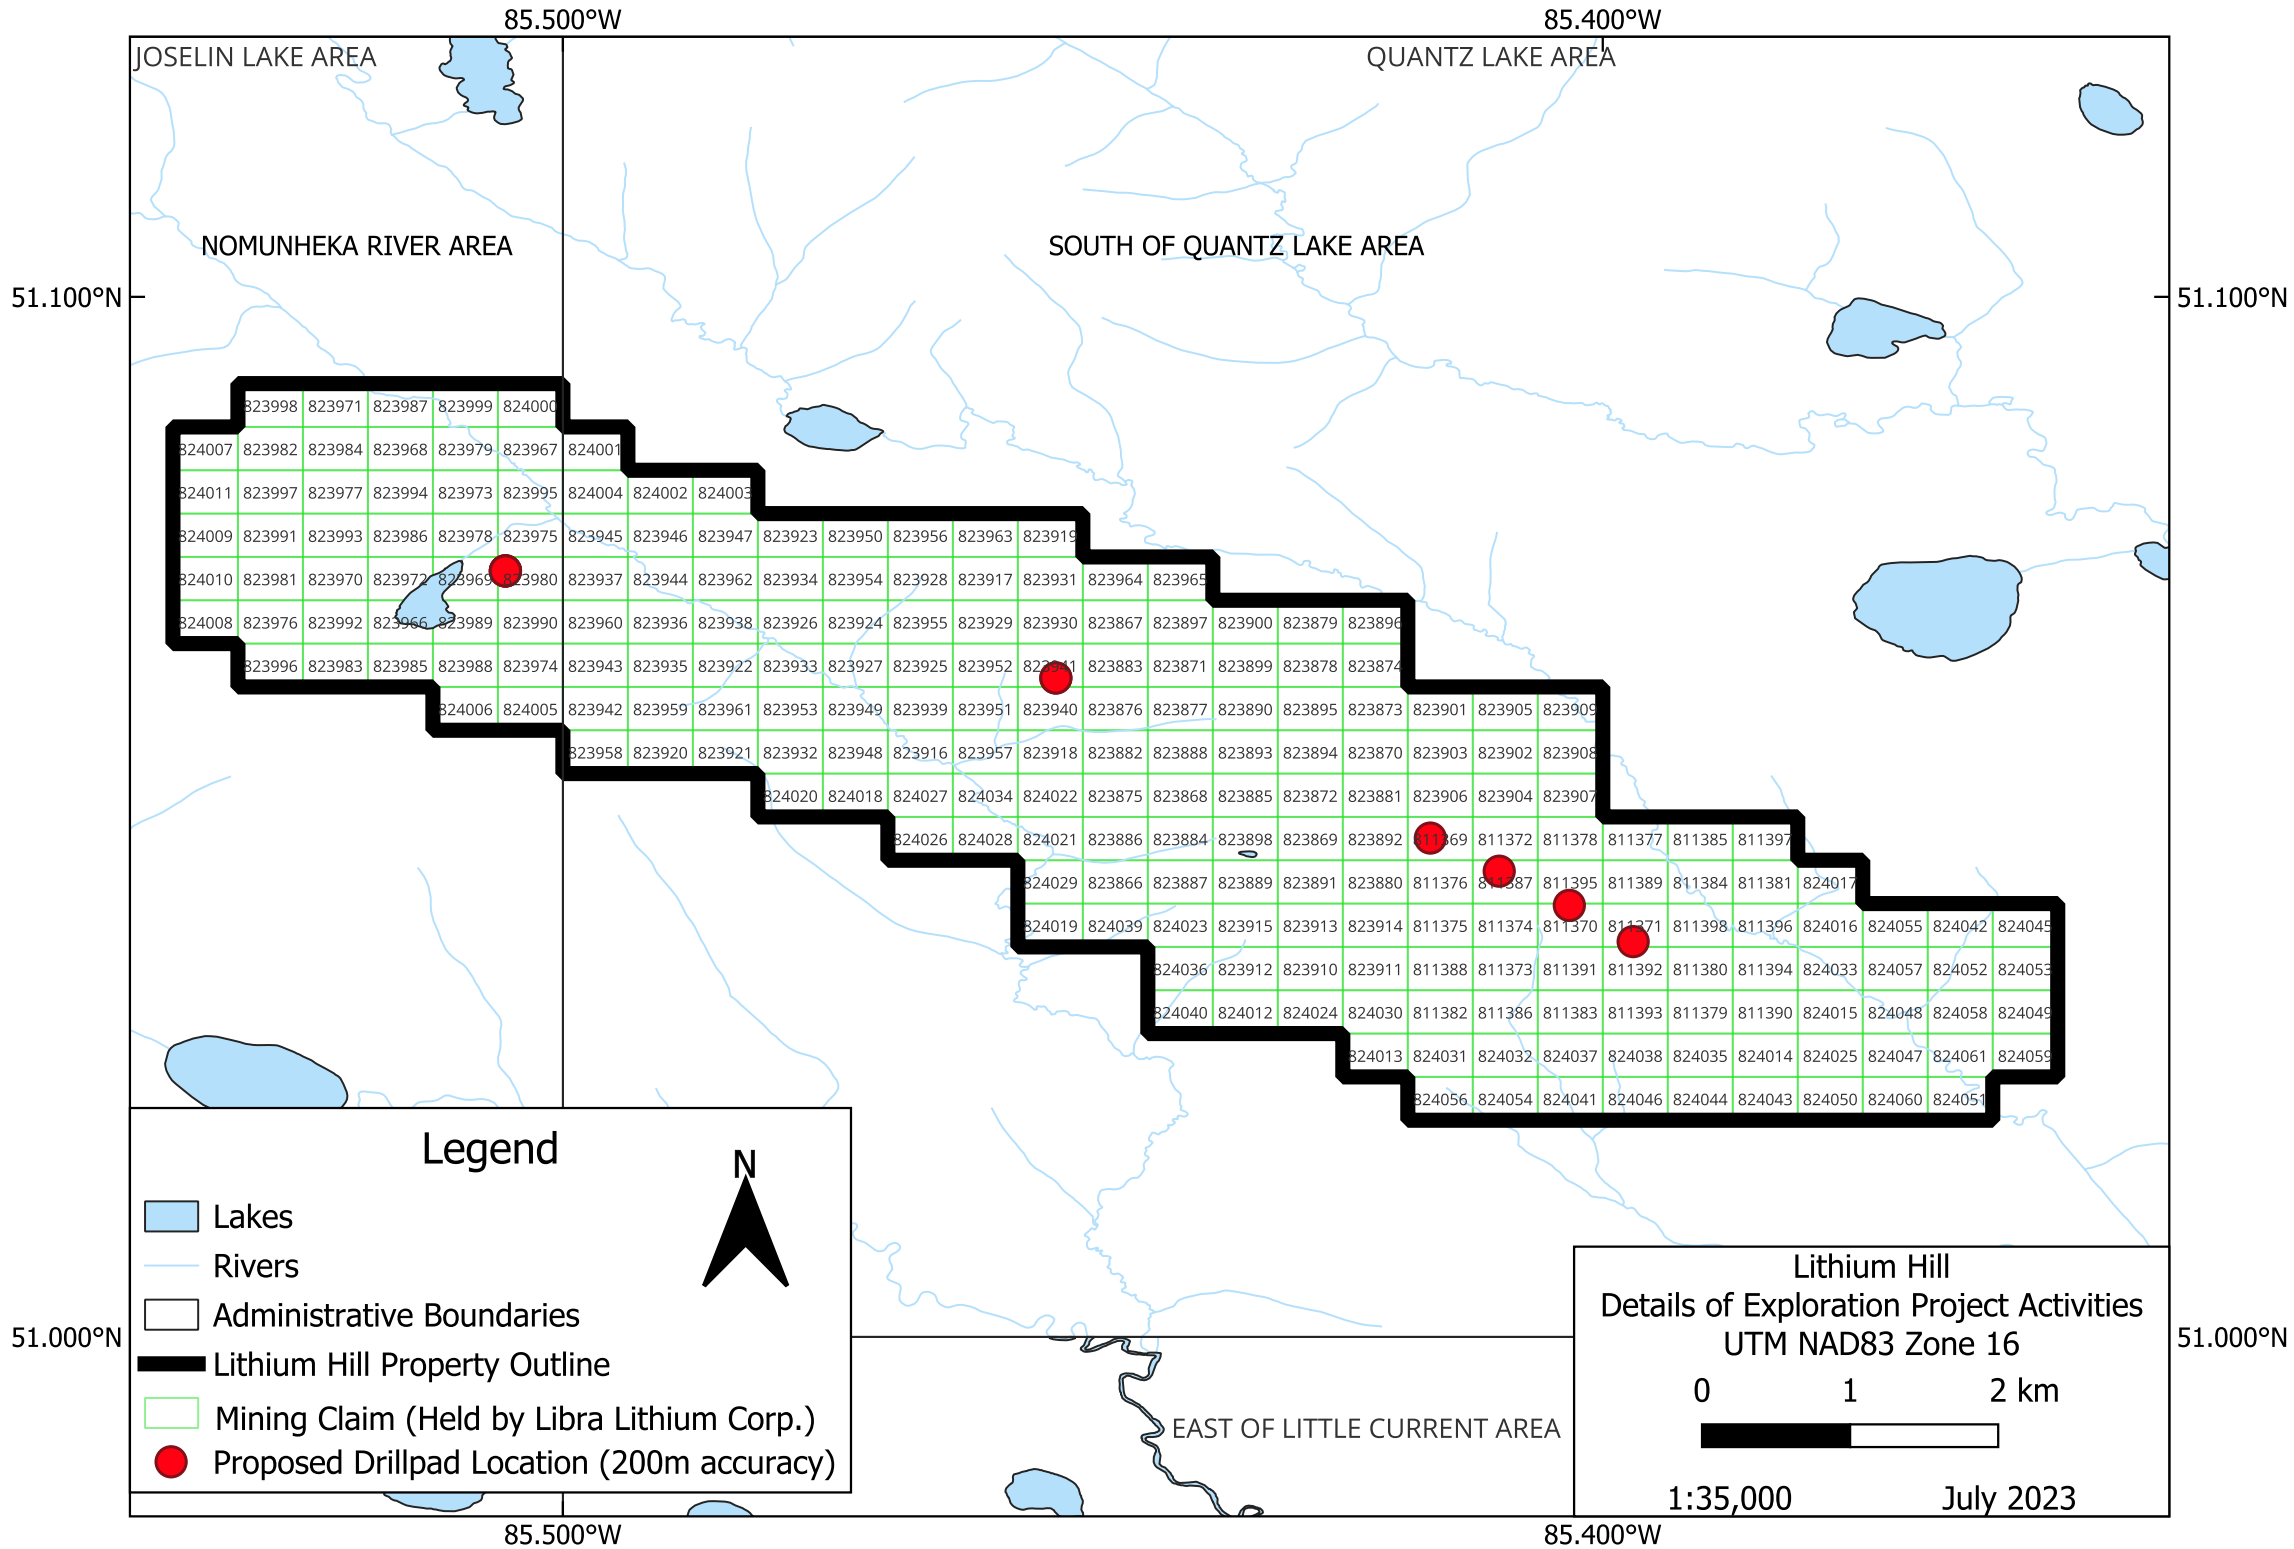 85.500°W 85.400°W
JOSELIN LAKE AREA QUANTZ LAKE AREA
NOMUNHEKA RIVER AREA SOUTH OF QUANTZ LAKE AREA
51.100°N 51.100°N
823998 823971 823987 823999 824000
824007 823982 823984 823968 823979 823967 824001
824011 823997 823977 823994 823973 823995 824004 824002 824003
824009 823991 823993 823986 823978 823975 823945 823946 823947 823923 823950 823956 823963 823919
824010 823981 823970 823972 823969 823980 823937 823944 823962 823934 823954 823928 823917 823931 823964 823965
824008 823976 823992 823966 823989 823990 823960 823936 823938 823926 823924 823955 823929 823930 823867 823897 823900 823879 823896
823996 823983 823985 823988 823974 823943 823935 823922 823933 823927 823925 823952 823941 823883 823871 823899 823878 823874
824006 824005 823942 823959 823961 823953 823949 823939 823951 823940 823876 823877 823890 823895 823873 823901 823905 823909
823958 823920 823921 823932 823948 823916 823957 823918 823882 823888 823893 823894 823870 823903 823902 823908
824020 824018 824027 824034 824022 823875 823868 823885 823872 823881 823906 823904 823907
824026 824028 824021 823886 823884 823898 823869 823892 811369 811372 811378 811377 811385 811397
824029 823866 823887 823889 823891 823880 811376 811387 811395 811389 811384 811381 824017
824019 824039 824023 823915 823913 823914 811375 811374 811370 811371 811398 811396 824016 824055 824042 824045
824036 823912 823910 823911 811388 811373 811391 811392 811380 811394 824033 824057 824052 824053
824040 824012 824024 824030 811382 811386 811383 811393 811379 811390 824015 824048 824058 824049
824013 824031 824032 824037 824038 824035 824014 824025 824047 824061 824059
824056 824054 824041 824046 824044 824043 824050 824060 824051
Legend
N
Lakes
Rivers
Administrative Boundaries
Lithium Hill Property Outline
Mining Claim (Held by Libra Lithium Corp.)
Proposed Drillpad Location (200m accuracy)
51.000°N 51.000°N
EAST OF LITTLE CURRENT AREA
Lithium Hill
Details of Exploration Project Activities
UTM NAD83 Zone 16
0 1 2 km
1:35,000 July 2023
85.500°W 85.400°W